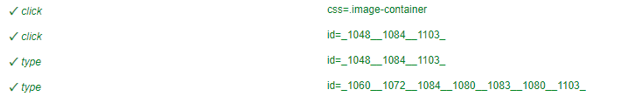 ✓ click css=.image-container
✓ click id=_1048__1084__1103_
✓ type id=_1048__1084__1103_
✓ type id=_1060__1072__1084__1080__1083__1080__1103_